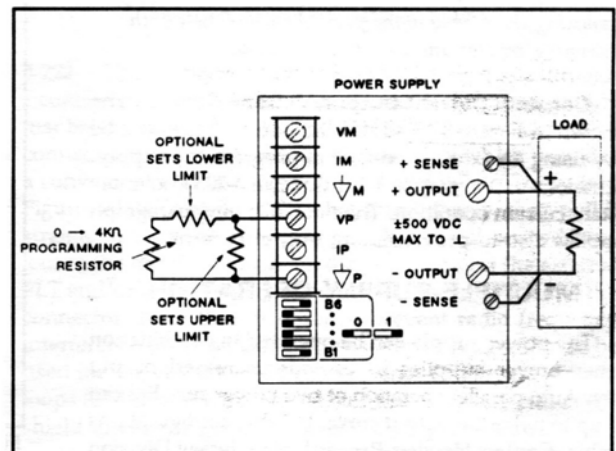 POWER SUPPLY
LOAD
OPTIONAL
SETS LOWER
LIMIT
0 → 4KΩ
PROGRAMMING
RESISTOR
OPTIONAL
SETS UPPER
LIMIT
VM
IM
▽M
VP
IP
▽P
B6
B1
0 1
+ SENSE
+ OUTPUT
±500 VDC
MAX TO ⏚
- OUTPUT
- SENSE
+
-